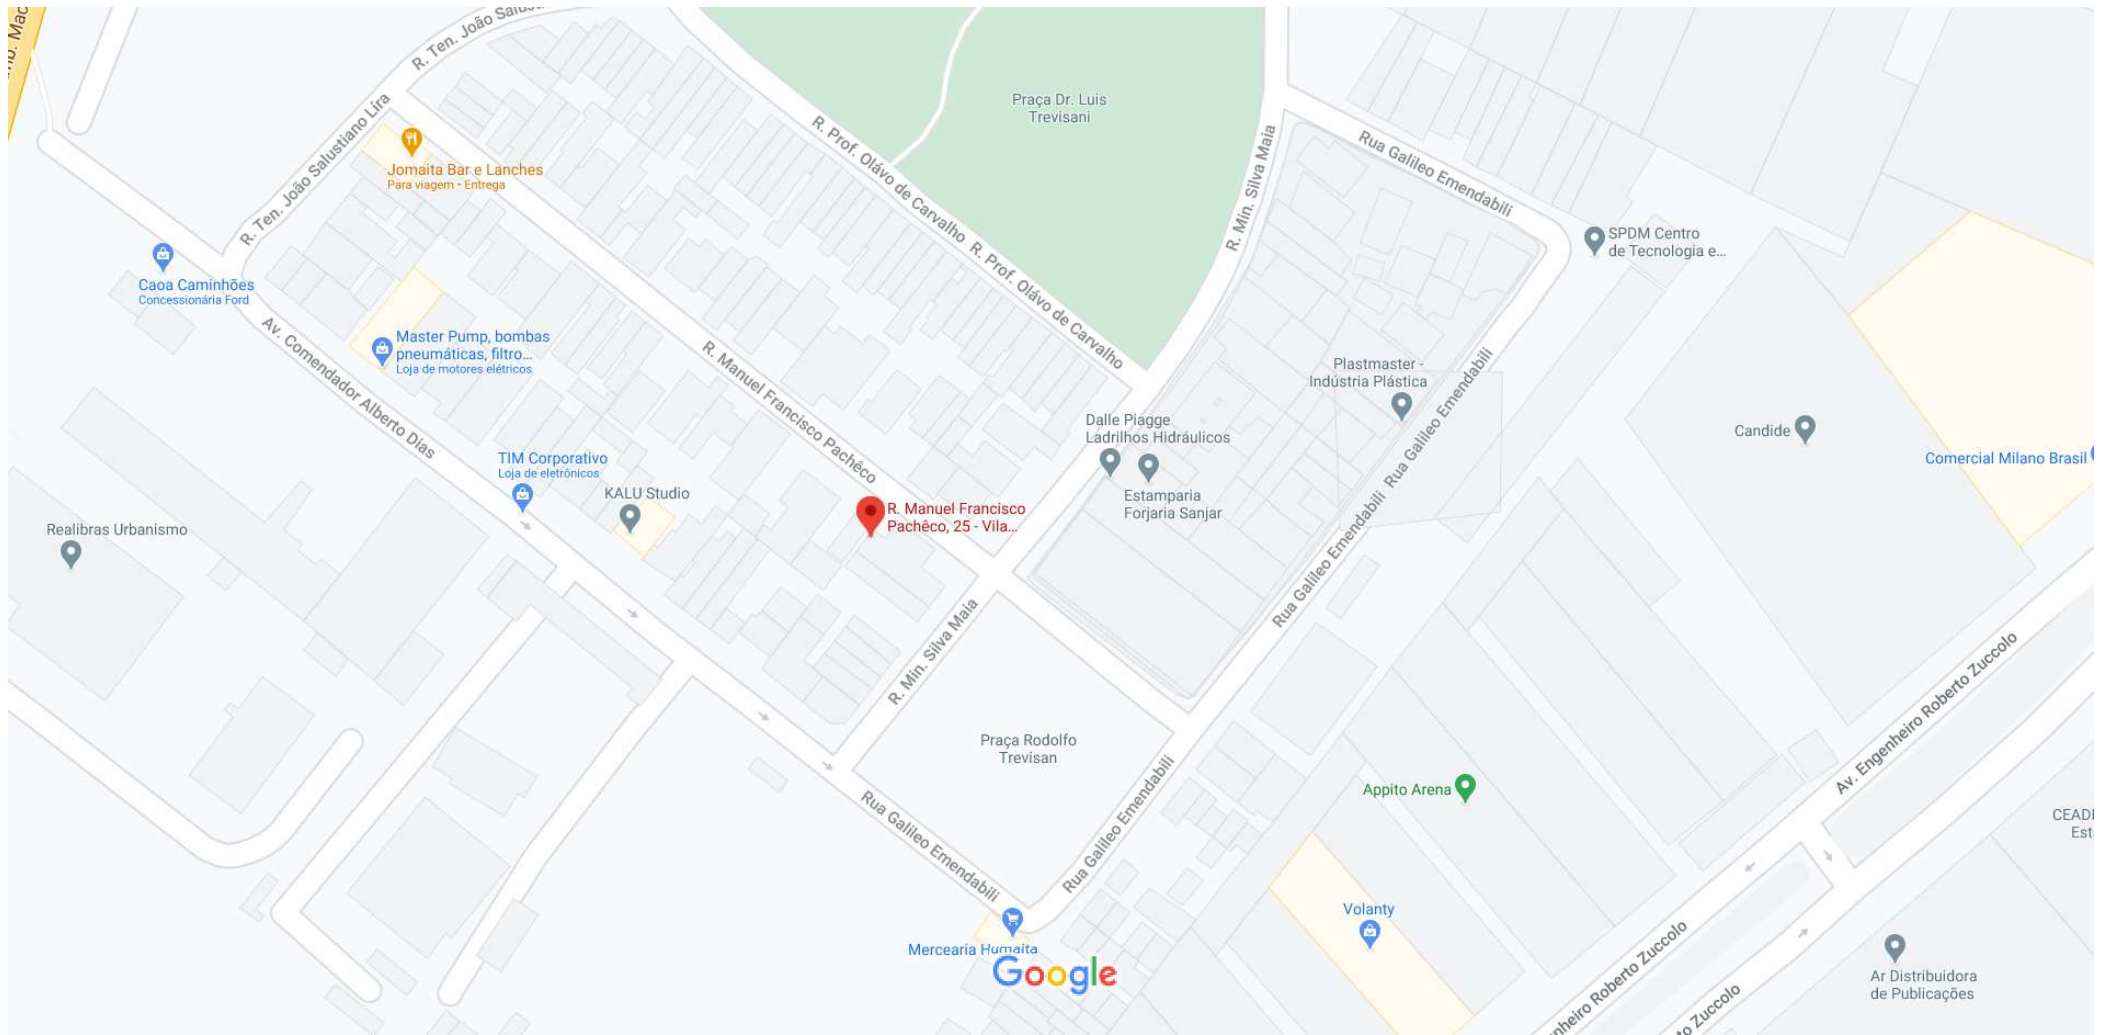 R. Ten. João Salustiano Líra
Praça Dr. Luis
Trevisani
R. Prof. Olávo de Carvalho
R. Prof. Olávo de Carvalho
R. Min. Silva Maia
Rua Galileo Emendabili
Jomaita Bar e Lanches
Para viagem • Entrega
R. Ten. João
SPDM Centro
de Tecnologia e...
Caoa Caminhões
Concessionária Ford
Master Pump, bombas
pneumáticas, filtro...
Loja de motores elétricos
Av. Comendador Alberto Dias
R. Manuel Francisco Pachêco
Plastmaster -
Indústria Plástica
Rua Galileo Emendabili
Dalle Piagge
Ladrilhos Hidráulicos
Candide
Comercial Milano Brasil
TIM Corporativo
Loja de eletrônicos
KALU Studio
Estamparia
Forjaria Sanjar
R. Manuel Francisco
Pachêco, 25 - Vila...
Realibras Urbanismo
Rua Galileo Emendabili
R. Min. Silva Maia
Praça Rodolfo
Trevisan
Av. Engenheiro Roberto Zuccolo
Appito Arena
Rua Galileo Emendabili
Rua Galileo Emendabili
CEADI
Est
Volanty
Mercearia Humaita
Google
nheiro Roberto Zuccolo
Ar Distribuidora
de Publicações
to Zuccolo